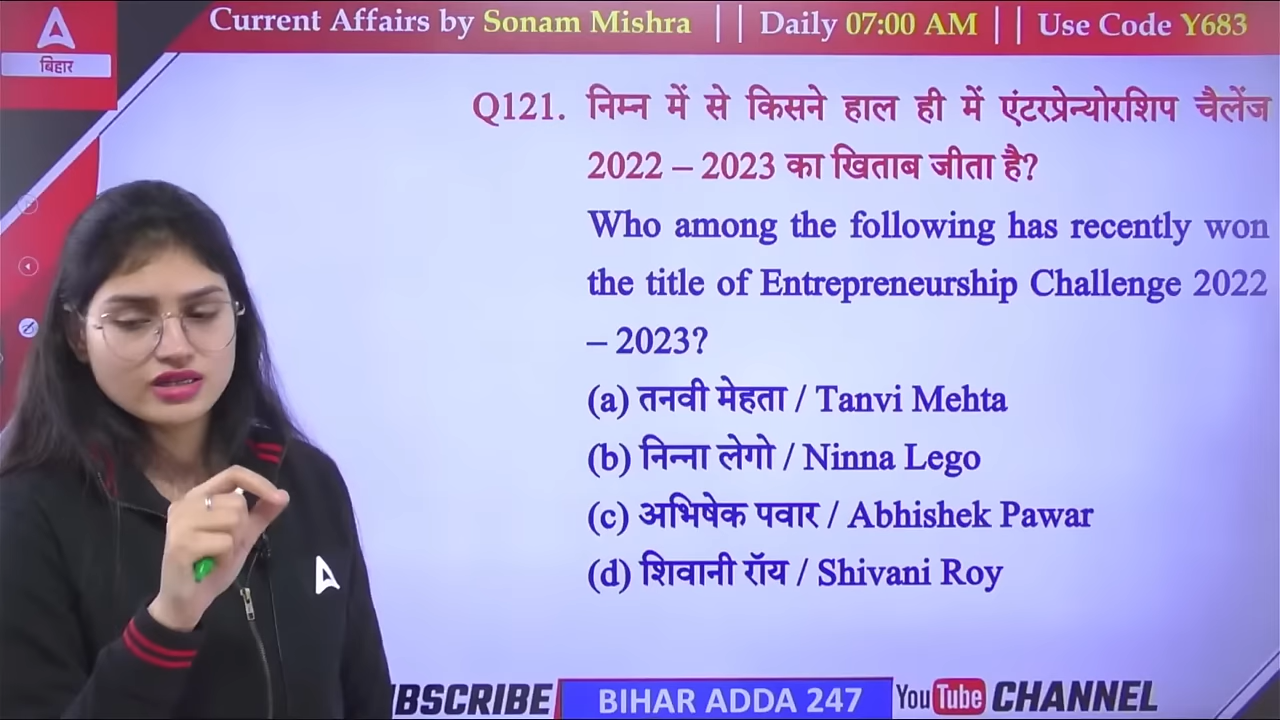 Current Affairs by Sonam Mishra || Daily 07:00 AM || Use Code Y683
बिहार
Q121. निम्न में से किसने हाल ही में एंटरप्रेन्योरशिप चैलेंज
2022 – 2023 का खिताब जीता है?
Who among the following has recently won
the title of Entrepreneurship Challenge 2022
– 2023?
(a) तनवी मेहता / Tanvi Mehta
(b) निन्ना लेगो / Ninna Lego
(c) अभिषेक पवार / Abhishek Pawar
(d) शिवानी रॉय / Shivani Roy
BSCRIBE BIHAR ADDA 247 YouTube CHANNEL